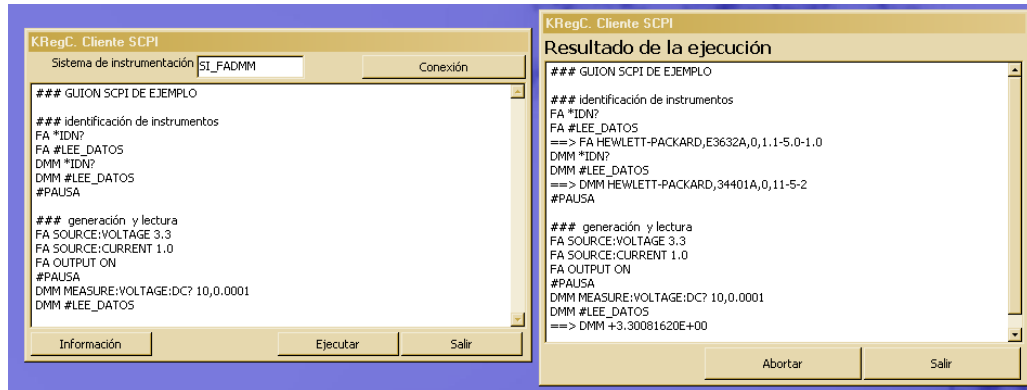 KRegC. Cliente SCPI
Sistema de instrumentación SI_FADMM Conexión
### GUION SCPI DE EJEMPLO
### identificación de instrumentos
FA *IDN?
FA #LEE_DATOS
DMM *IDN?
DMM #LEE_DATOS
#PAUSA
### generación y lectura
FA SOURCE:VOLTAGE 3.3
FA SOURCE:CURRENT 1.0
FA OUTPUT ON
#PAUSA
DMM MEASURE:VOLTAGE:DC? 10,0.0001
DMM #LEE_DATOS
Información Ejecutar Salir
KRegC. Cliente SCPI
Resultado de la ejecución
### GUION SCPI DE EJEMPLO
### identificación de instrumentos
FA *IDN?
FA #LEE_DATOS
==> FA HEWLETT-PACKARD,E3632A,0,1.1-5.0-1.0
DMM *IDN?
DMM #LEE_DATOS
==> DMM HEWLETT-PACKARD,34401A,0,11-5-2
#PAUSA
### generación y lectura
FA SOURCE:VOLTAGE 3.3
FA SOURCE:CURRENT 1.0
FA OUTPUT ON
#PAUSA
DMM MEASURE:VOLTAGE:DC? 10,0.0001
DMM #LEE_DATOS
==> DMM +3.30081620E+00
Abortar Salir